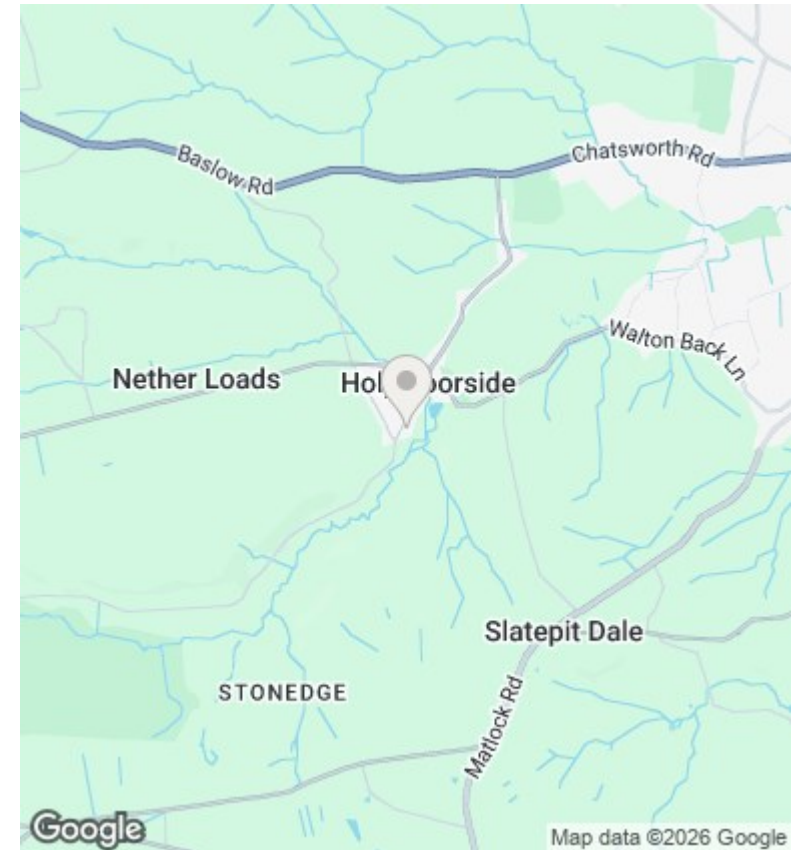 Chatsworth Rd
Baslow Rd
Walton Back Ln
Nether Loads
Slatepit Dale
STONEDGE
Matlock Rd
Google
Map data ©2026 Google